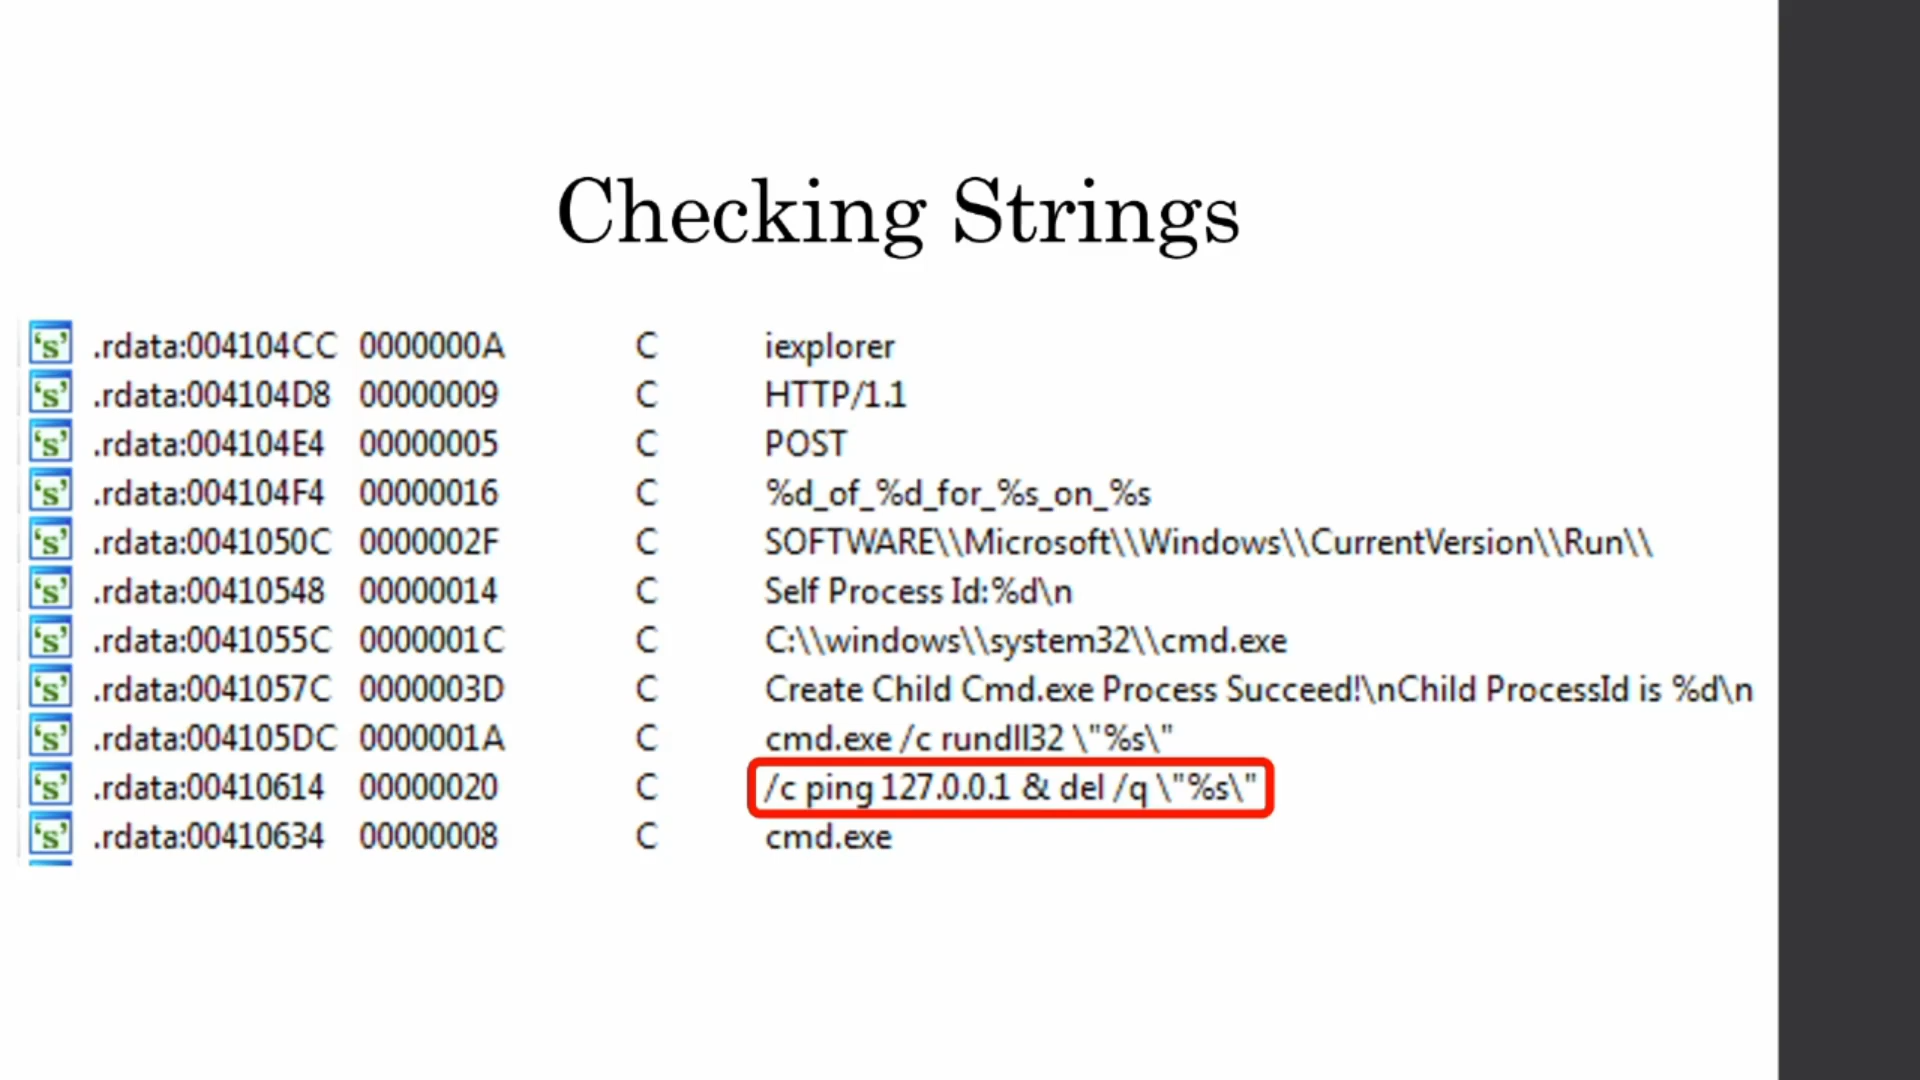 Checking Strings
's' .rdata:004104CC 0000000A C iexplorer
's' .rdata:004104D8 00000009 C HTTP/1.1
's' .rdata:004104E4 00000005 C POST
's' .rdata:004104F4 00000016 C %d_of_%d_for_%s_on_%s
's' .rdata:0041050C 0000002F C SOFTWARE\\Microsoft\\Windows\\CurrentVersion\\Run\\
's' .rdata:00410548 00000014 C Self Process Id:%d\n
's' .rdata:0041055C 0000001C C C:\\windows\\system32\\cmd.exe
's' .rdata:0041057C 0000003D C Create Child Cmd.exe Process Succeed!\nChild ProcessId is %d\n
's' .rdata:004105DC 0000001A C cmd.exe /c rundll32 \"%s\"
's' .rdata:00410614 00000020 C /c ping 127.0.0.1 & del /q \"%s\"
's' .rdata:00410634 00000008 C cmd.exe